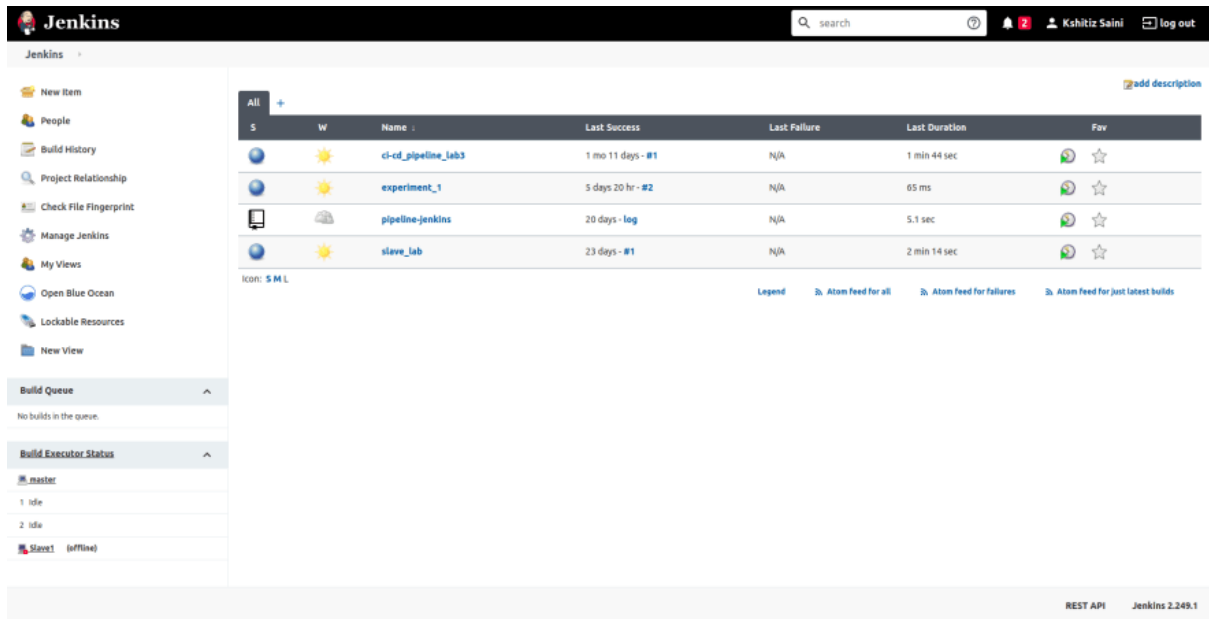 Jenkins
search
2
Kshitiz Saini
log out
Jenkins
New Item
People
Build History
Project Relationship
Check File Fingerprint
Manage Jenkins
My Views
Open Blue Ocean
Lockable Resources
New View
Build Queue
No builds in the queue.
Build Executor Status
master
1 Idle
2 Idle
Slave1 (offline)
add description
All +
S W Name ↓ Last Success Last Failure Last Duration Fav
ci-cd_pipeline_lab3 1 mo 11 days - #1 N/A 1 min 44 sec
experiment_1 5 days 20 hr - #2 N/A 65 ms
pipeline-jenkins 20 days - log N/A 5.1 sec
slave_lab 23 days - #1 N/A 2 min 14 sec
Icon: S M L
Legend Atom feed for all Atom feed for failures Atom feed for just latest builds
REST API Jenkins 2.249.1